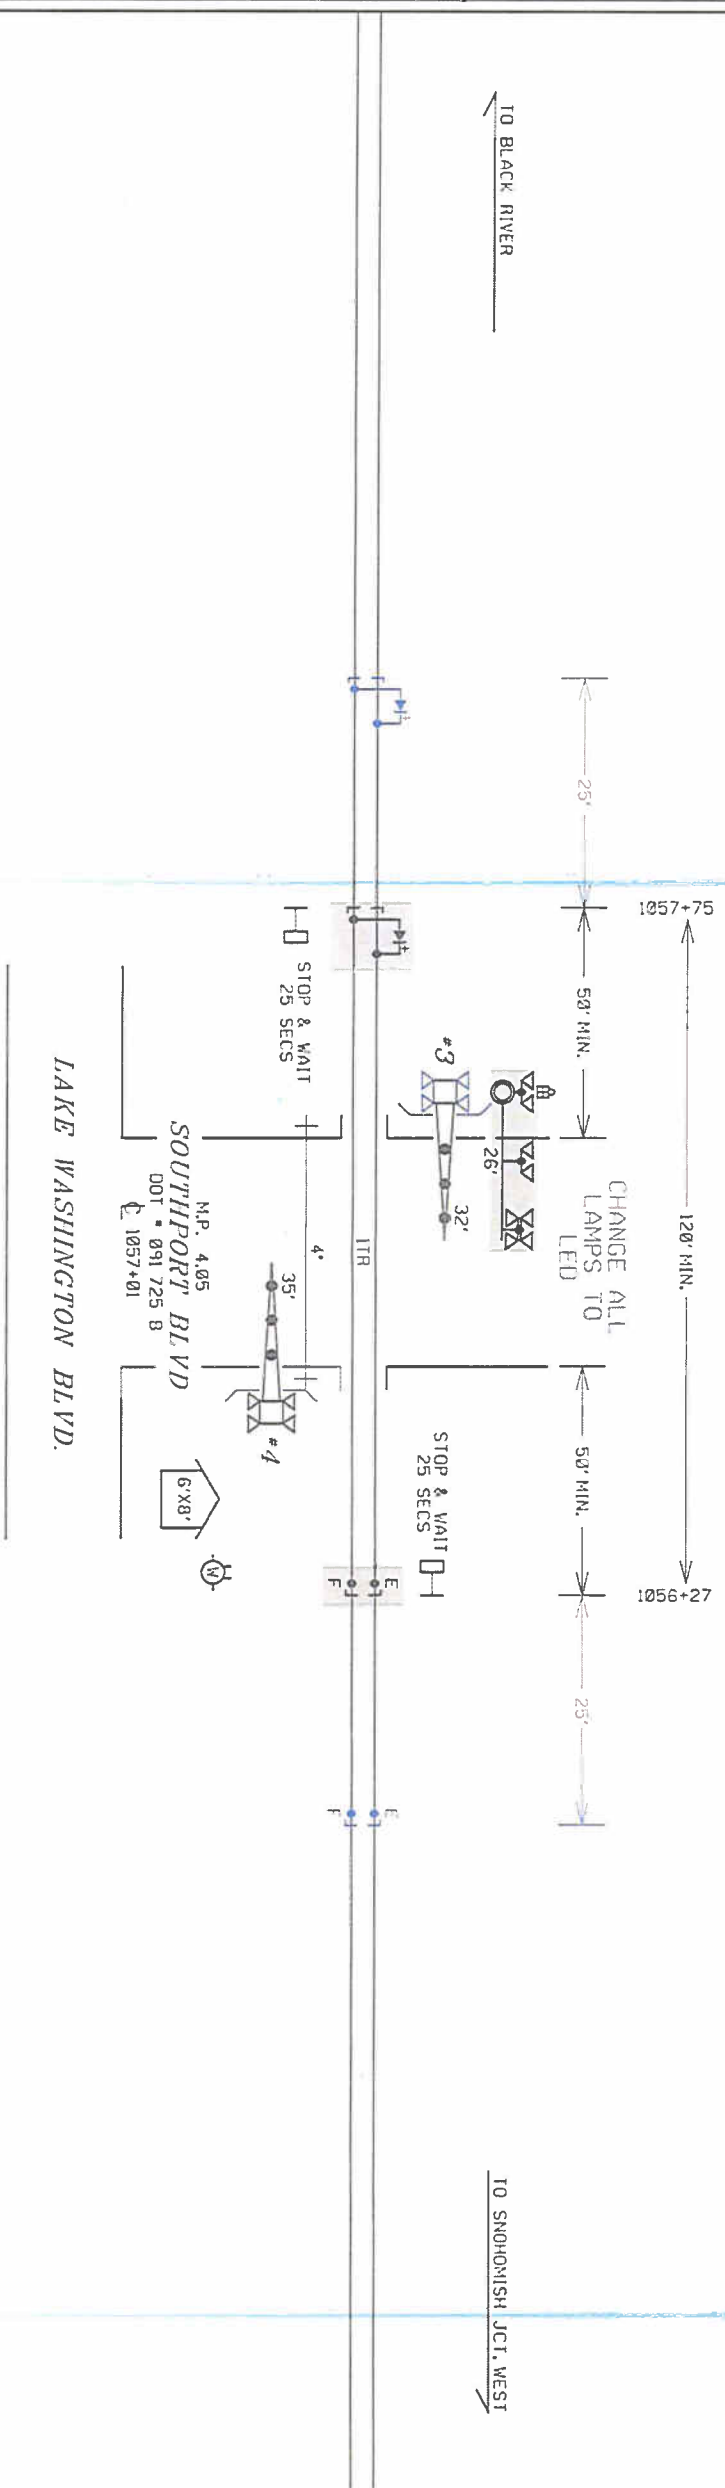 TO BLACK RIVER
25'
1057+75
50' MIN.
STOP & WAIT
25 SECS
#3
26'
32'
CHANGE ALL
LAMPS TO
LED
120' MIN.
1TR
4"
M.P. 4.05
SOUTHPORT BLVD
DOT # 091 725 B
℄ 1057+01
35'
#4
LAKE WASHINGTON BLVD.
6'X8'
W
STOP & WAIT
25 SECS
50' MIN.
1056+27
F E
25'
F E
TO SNOHOMISH JCT. WEST